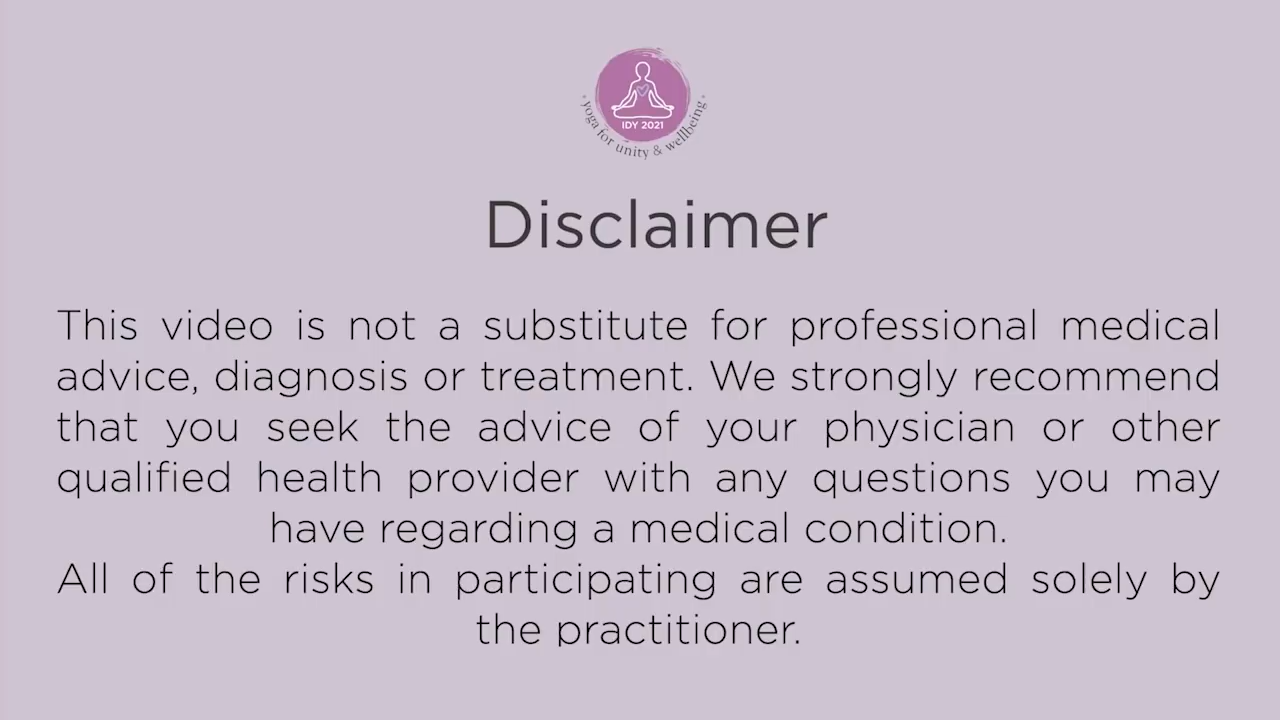 IDY 2021
· yoga for unity & wellbeing ·
Disclaimer
This video is not a substitute for professional medical
advice, diagnosis or treatment. We strongly recommend
that you seek the advice of your physician or other
qualified health provider with any questions you may
have regarding a medical condition.
All of the risks in participating are assumed solely by
the practitioner.